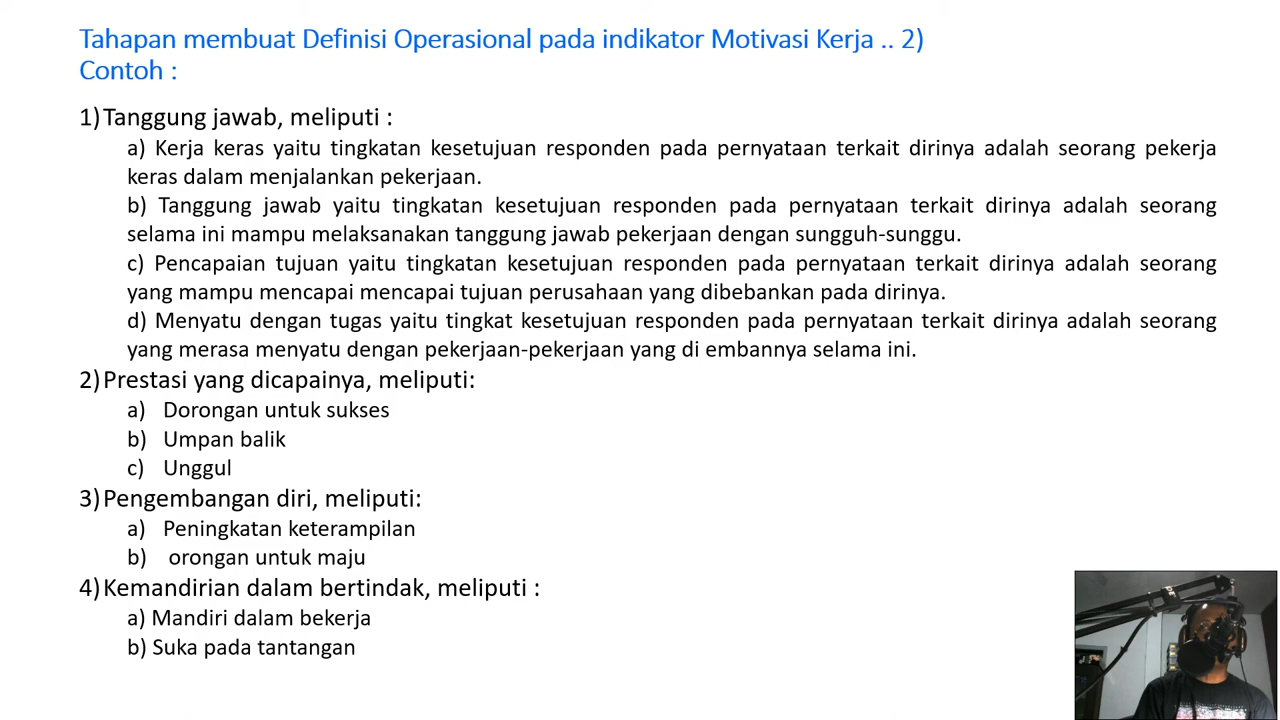 Tahapan membuat Definisi Operasional pada indikator Motivasi Kerja .. 2)
Contoh :
1) Tanggung jawab, meliputi :
a) Kerja keras yaitu tingkatan kesetujuan responden pada pernyataan terkait dirinya adalah seorang pekerja
keras dalam menjalankan pekerjaan.
b) Tanggung jawab yaitu tingkatan kesetujuan responden pada pernyataan terkait dirinya adalah seorang
selama ini mampu melaksanakan tanggung jawab pekerjaan dengan sungguh-sunggu.
c) Pencapaian tujuan yaitu tingkatan kesetujuan responden pada pernyataan terkait dirinya adalah seorang
yang mampu mencapai mencapai tujuan perusahaan yang dibebankan pada dirinya.
d) Menyatu dengan tugas yaitu tingkat kesetujuan responden pada pernyataan terkait dirinya adalah seorang
yang merasa menyatu dengan pekerjaan-pekerjaan yang di embannya selama ini.
2) Prestasi yang dicapainya, meliputi:
a) Dorongan untuk sukses
b) Umpan balik
c) Unggul
3) Pengembangan diri, meliputi:
a) Peningkatan keterampilan
b) orongan untuk maju
4) Kemandirian dalam bertindak, meliputi :
a) Mandiri dalam bekerja
b) Suka pada tantangan